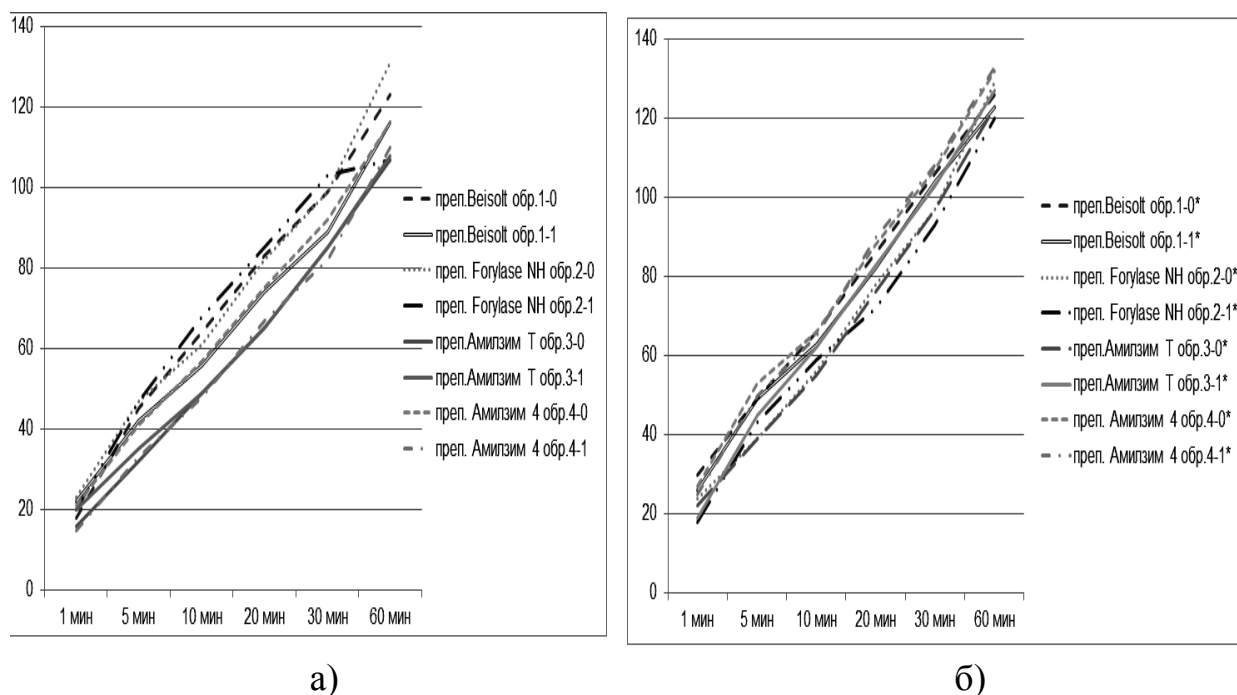 140
120
100
80
60
40
20
0
1 мин 5 мин 10 мин 20 мин 30 мин 60 мин
преп.Beisolt обр.1-0
преп.Beisolt обр.1-1
преп. Forylase NH обр.2-0
преп. Forylase NH обр.2-1
преп.Амилзим Т обр.3-0
преп.Амилзим Т обр.3-1
преп. Амилзим 4 обр.4-0
преп. Амилзим 4 обр.4-1
а)
140
120
100
80
60
40
20
0
1 мин 5 мин 10 мин 20 мин 30 мин 60 мин
преп.Beisolt обр.1-0*
преп.Beisolt обр.1-1*
преп. Forylase NH обр.2-0*
преп. Forylase NH обр.2-1*
преп.Амилзим Т обр.3-0*
преп.Амилзим Т обр.3-1*
преп. Амилзим 4 обр.4-0*
преп. Амилзим 4 обр.4-1*
б)